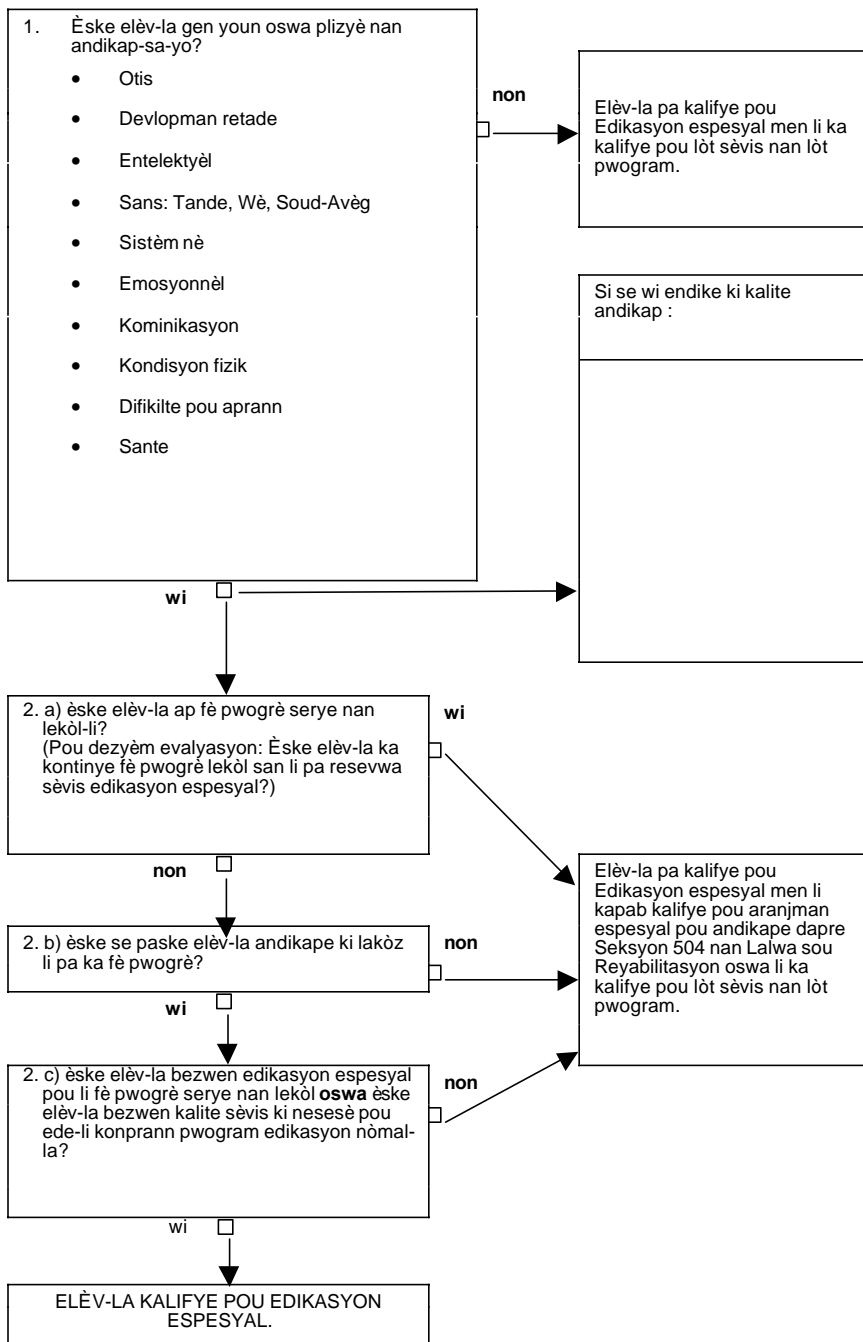 1. Èske elèv-la gen youn oswa plizyè nan
andikap-sa-yo?
• Otis
• Devlopman retade
• Entelektyèl
• Sans: Tande, Wè, Soud-Avèg
• Sistèm nè
• Emosyonnèl
• Kominikasyon
• Kondisyon fizik
• Difikilte pou aprann
• Sante
non
Elèv-la pa kalifye pou
Edikasyon espesyal men li ka
kalifye pou lòt sèvis nan lòt
pwogram.
wi
Si se wi endike ki kalite
andikap :
2. a) èske elèv-la ap fè pwogrè serye nan
lekòl-li?
(Pou dezyèm evalyasyon: Èske elèv-la ka
kontinye fè pwogrè lekòl san li pa resevwa
sèvis edikasyon espesyal?)
wi
non
2. b) èske se paske elèv-la andikape ki lakòz
li pa ka fè pwogrè?
non
wi
Elèv-la pa kalifye pou
Edikasyon espesyal men li
kapab kalifye pou aranjman
espesyal pou andikape dapre
Seksyon 504 nan Lalwa sou
Reyabilitasyon oswa li ka
kalifye pou lòt sèvis nan lòt
pwogram.
2. c) èske elèv-la bezwen edikasyon espesyal
pou li fè pwogrè serye nan lekòl oswa èske
elèv-la bezwen kalite sèvis ki nesesè pou
ede-li konprann pwogram edikasyon nòmal-
la?
non
wi
ELÈV-LA KALIFYE POU EDIKASYON
ESPESYAL.